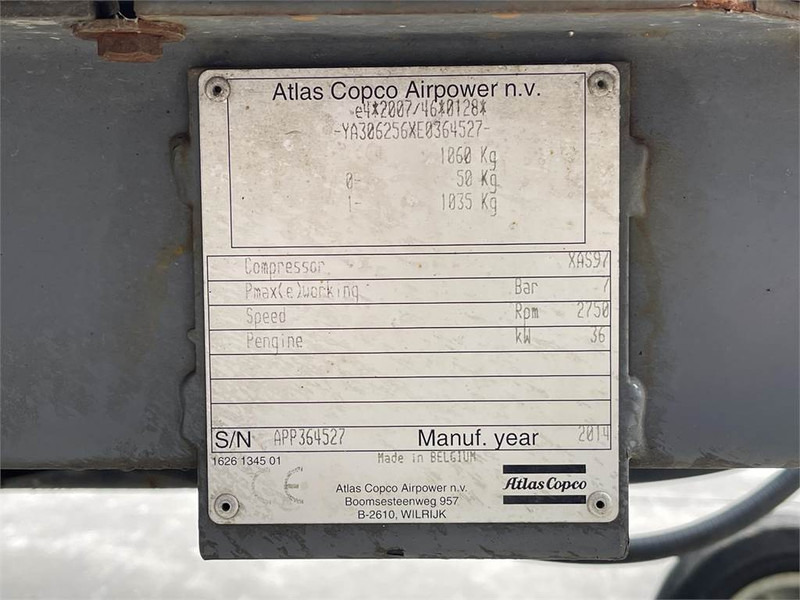 Atlas Copco Airpower n.v.
e4*2007/46*0128*
-YA306256XE0364527-
1060 Kg
0- 50 Kg
1- 1035 Kg
Compressor XAS97
Pmax(e)working Bar 7
Speed Rpm 2750
Pengine kW 36
S/N APP364527 Manuf. year 2014
1626 1345 01 Made in BELGIUM
CE
Atlas Copco
Atlas Copco Airpower n.v.
Boomsesteenweg 957
B-2610, WILRIJK